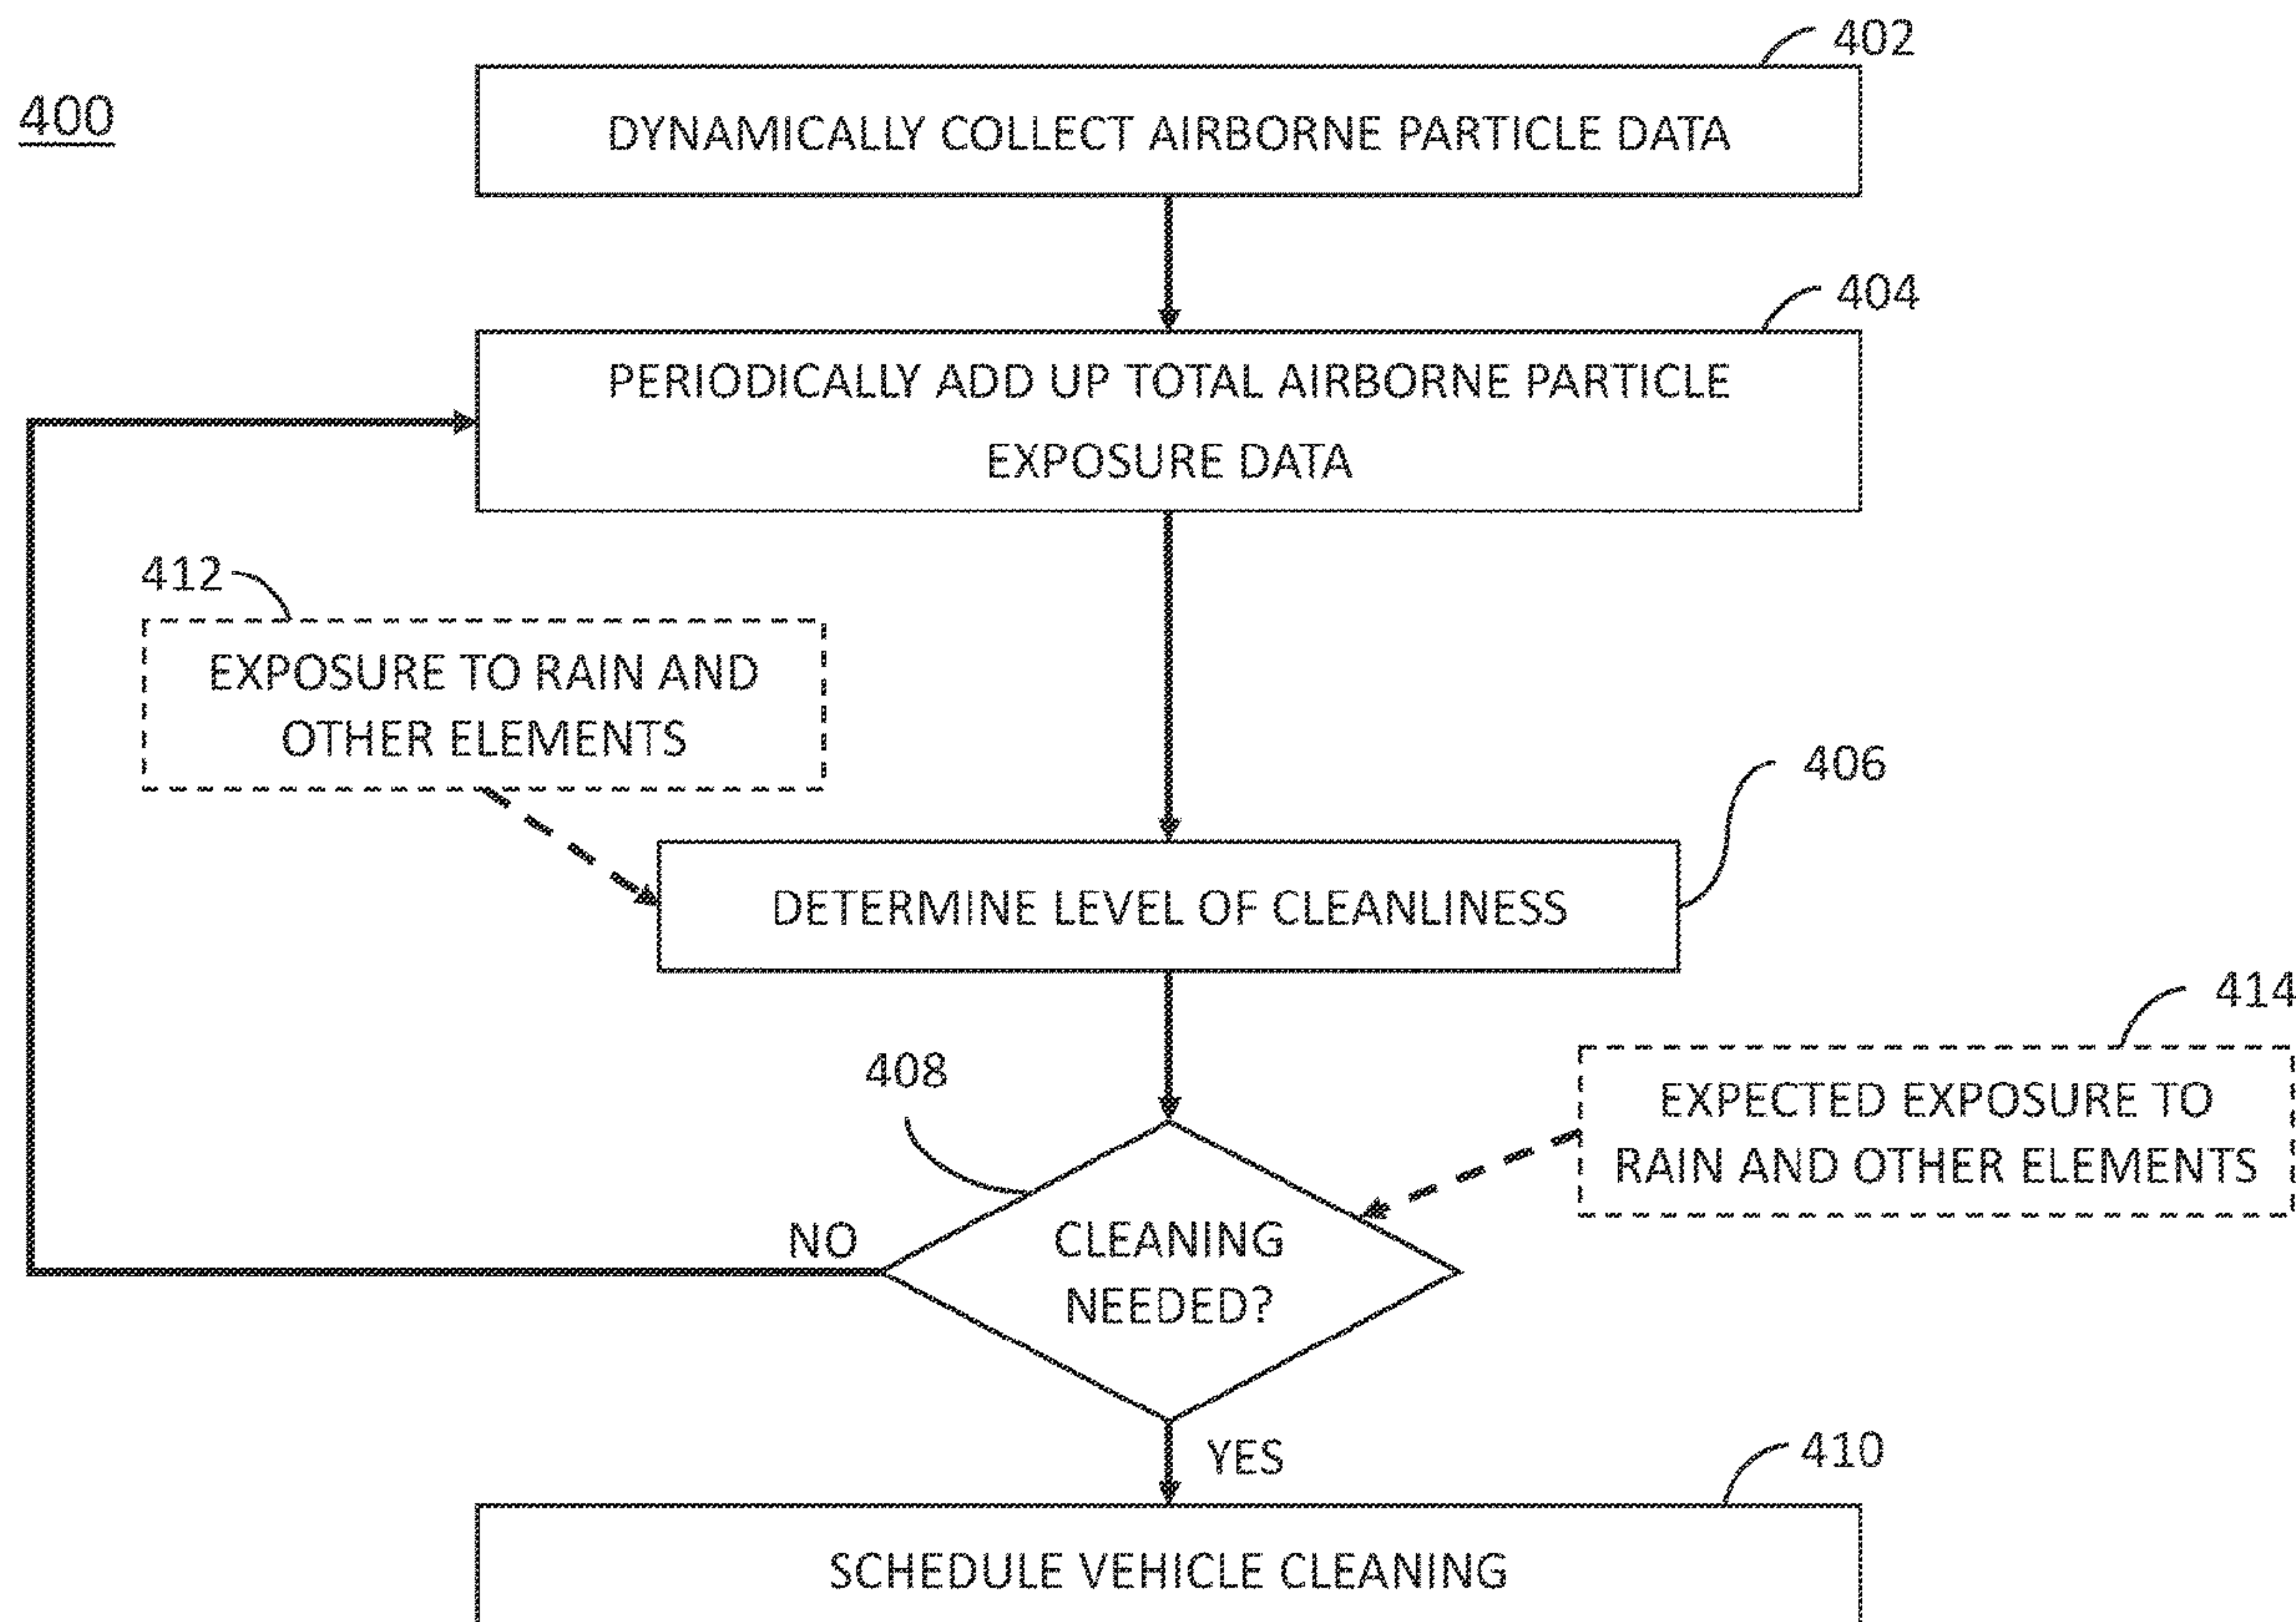 402
400
DYNAMICALLY COLLECT AIRBORNE PARTICLE DATA
404
PERIODICALLY ADD UP TOTAL AIRBORNE PARTICLE
EXPOSURE DATA
412
EXPOSURE TO RAIN AND
OTHER ELEMENTS
406
DETERMINE LEVEL OF CLEANLINESS
414
408
EXPECTED EXPOSURE TO
RAIN AND OTHER ELEMENTS
NO
CLEANING
NEEDED?
YES
410
SCHEDULE VEHICLE CLEANING